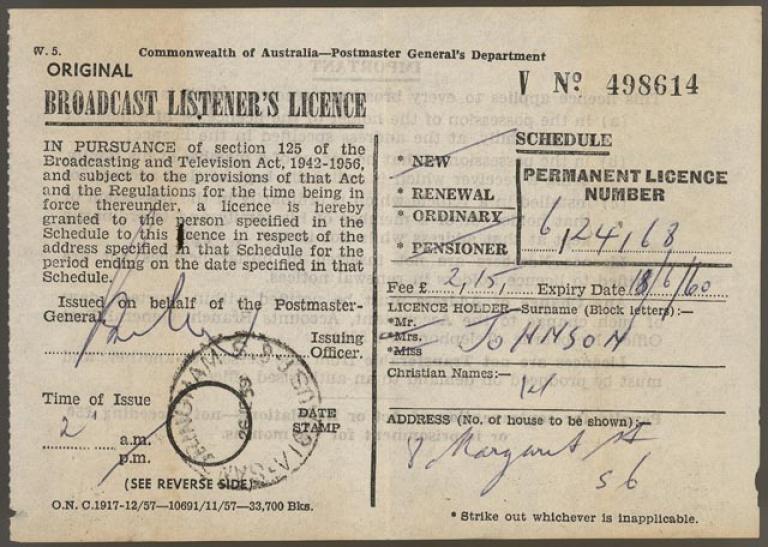 W. 5.
Commonwealth of Australia—Postmaster General's Department
ORIGINAL
BROADCAST LISTENER'S LICENCE
IN PURSUANCE of section 125 of the
Broadcasting and Television Act, 1942-1956,
and subject to the provisions of that Act
and the Regulations for the time being in
force thereunder, a licence is hereby
granted to the person specified in the
Schedule to this licence in respect of the
address specified in that Schedule for the
period ending on the date specified in that
Schedule.
Issued on behalf of the Postmaster-
General.
Issuing
Officer.
Time of Issue
2
a.m.
p.m.
DATE
STAMP
(SEE REVERSE SIDE)
O.N. C.1917-12/57—10691/11/57—33,700 Bks.
V Nº 498614
SCHEDULE
* NEW
* RENEWAL
* ORDINARY
* PENSIONER
PERMANENT LICENCE
NUMBER
6,24,168
Fee £ 2,15, Expiry Date 18/6/60
LICENCE HOLDER—Surname (Block letters):—
*Mr.
*Mrs. JOHNSON
*Miss
Christian Names:—
ADDRESS (No. of house to be shown):—
8 Margaret St
S 6
* Strike out whichever is inapplicable.